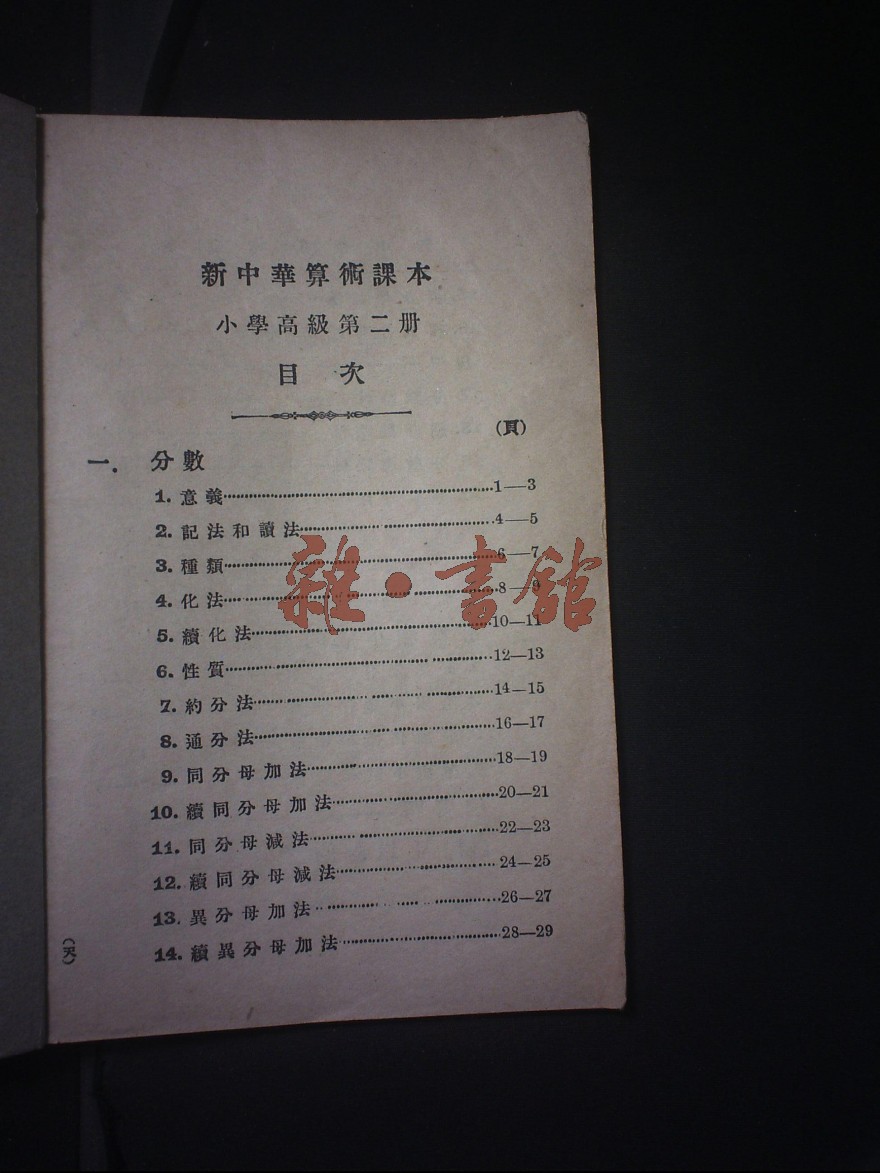 新中華算術課本
小學高級第二册
目 次
(頁)
一. 分數
1. 意義……1—3
2. 記法和讀法……4—5
3. 種類……6—7
4. 化法……8—9
5. 續化法……10—11
6. 性質……12—13
7. 約分法……14—15
8. 通分法……16—17
9. 同分母加法……18—19
10. 續同分母加法……20—21
11. 同分母減法……22—23
12. 續同分母減法……24—25
13. 異分母加法……26—27
14. 續異分母加法……28—29
雜·書館